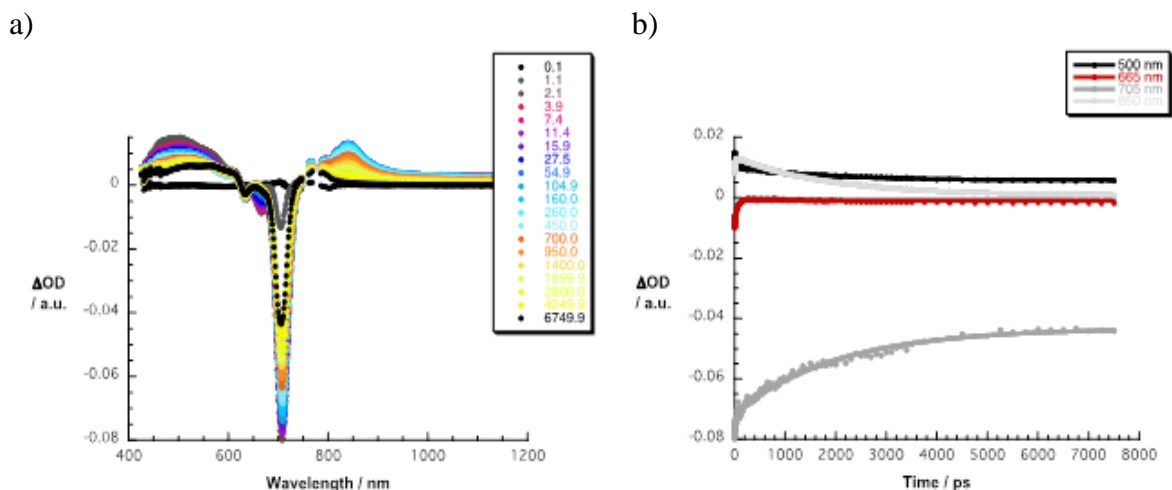 a)
0.1
1.1
2.1
3.9
7.4
11.4
15.9
27.5
54.9
104.9
160.0
260.0
450.0
700.0
950.0
1400.0
1899.9
2800.0
4249.9
6749.9
0
-0.02
-0.04
-0.06
-0.08
ΔOD
/ a.u.
400 600 800 1000 1200
Wavelength / nm
b)
500 nm
665 nm
705 nm
850 nm
0.02
0
-0.02
-0.04
-0.06
-0.08
ΔOD
/ a.u.
0 1000 2000 3000 4000 5000 6000 7000 8000
Time / ps